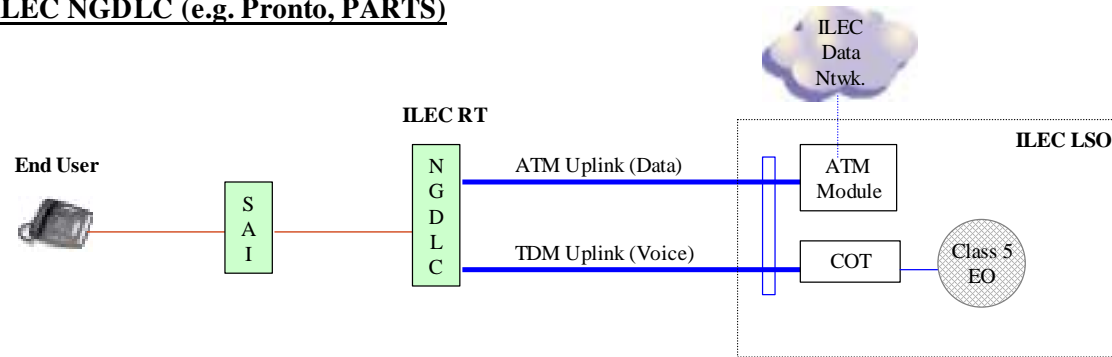 ILEC NGDLC (e.g. Pronto, PARTS)
ILEC
Data
Ntwk.
ILEC RT
ILEC LSO
End User
N
G
D
L
C
ATM Uplink (Data)
ATM
Module
S
A
I
TDM Uplink (Voice)
COT
Class 5
EO